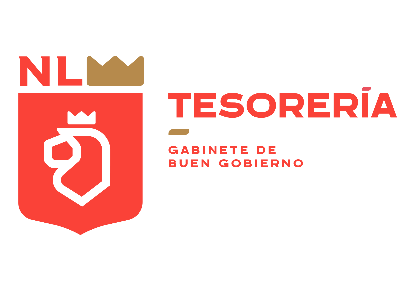 NL
TESORERÍA
GABINETE DE
BUEN GOBIERNO